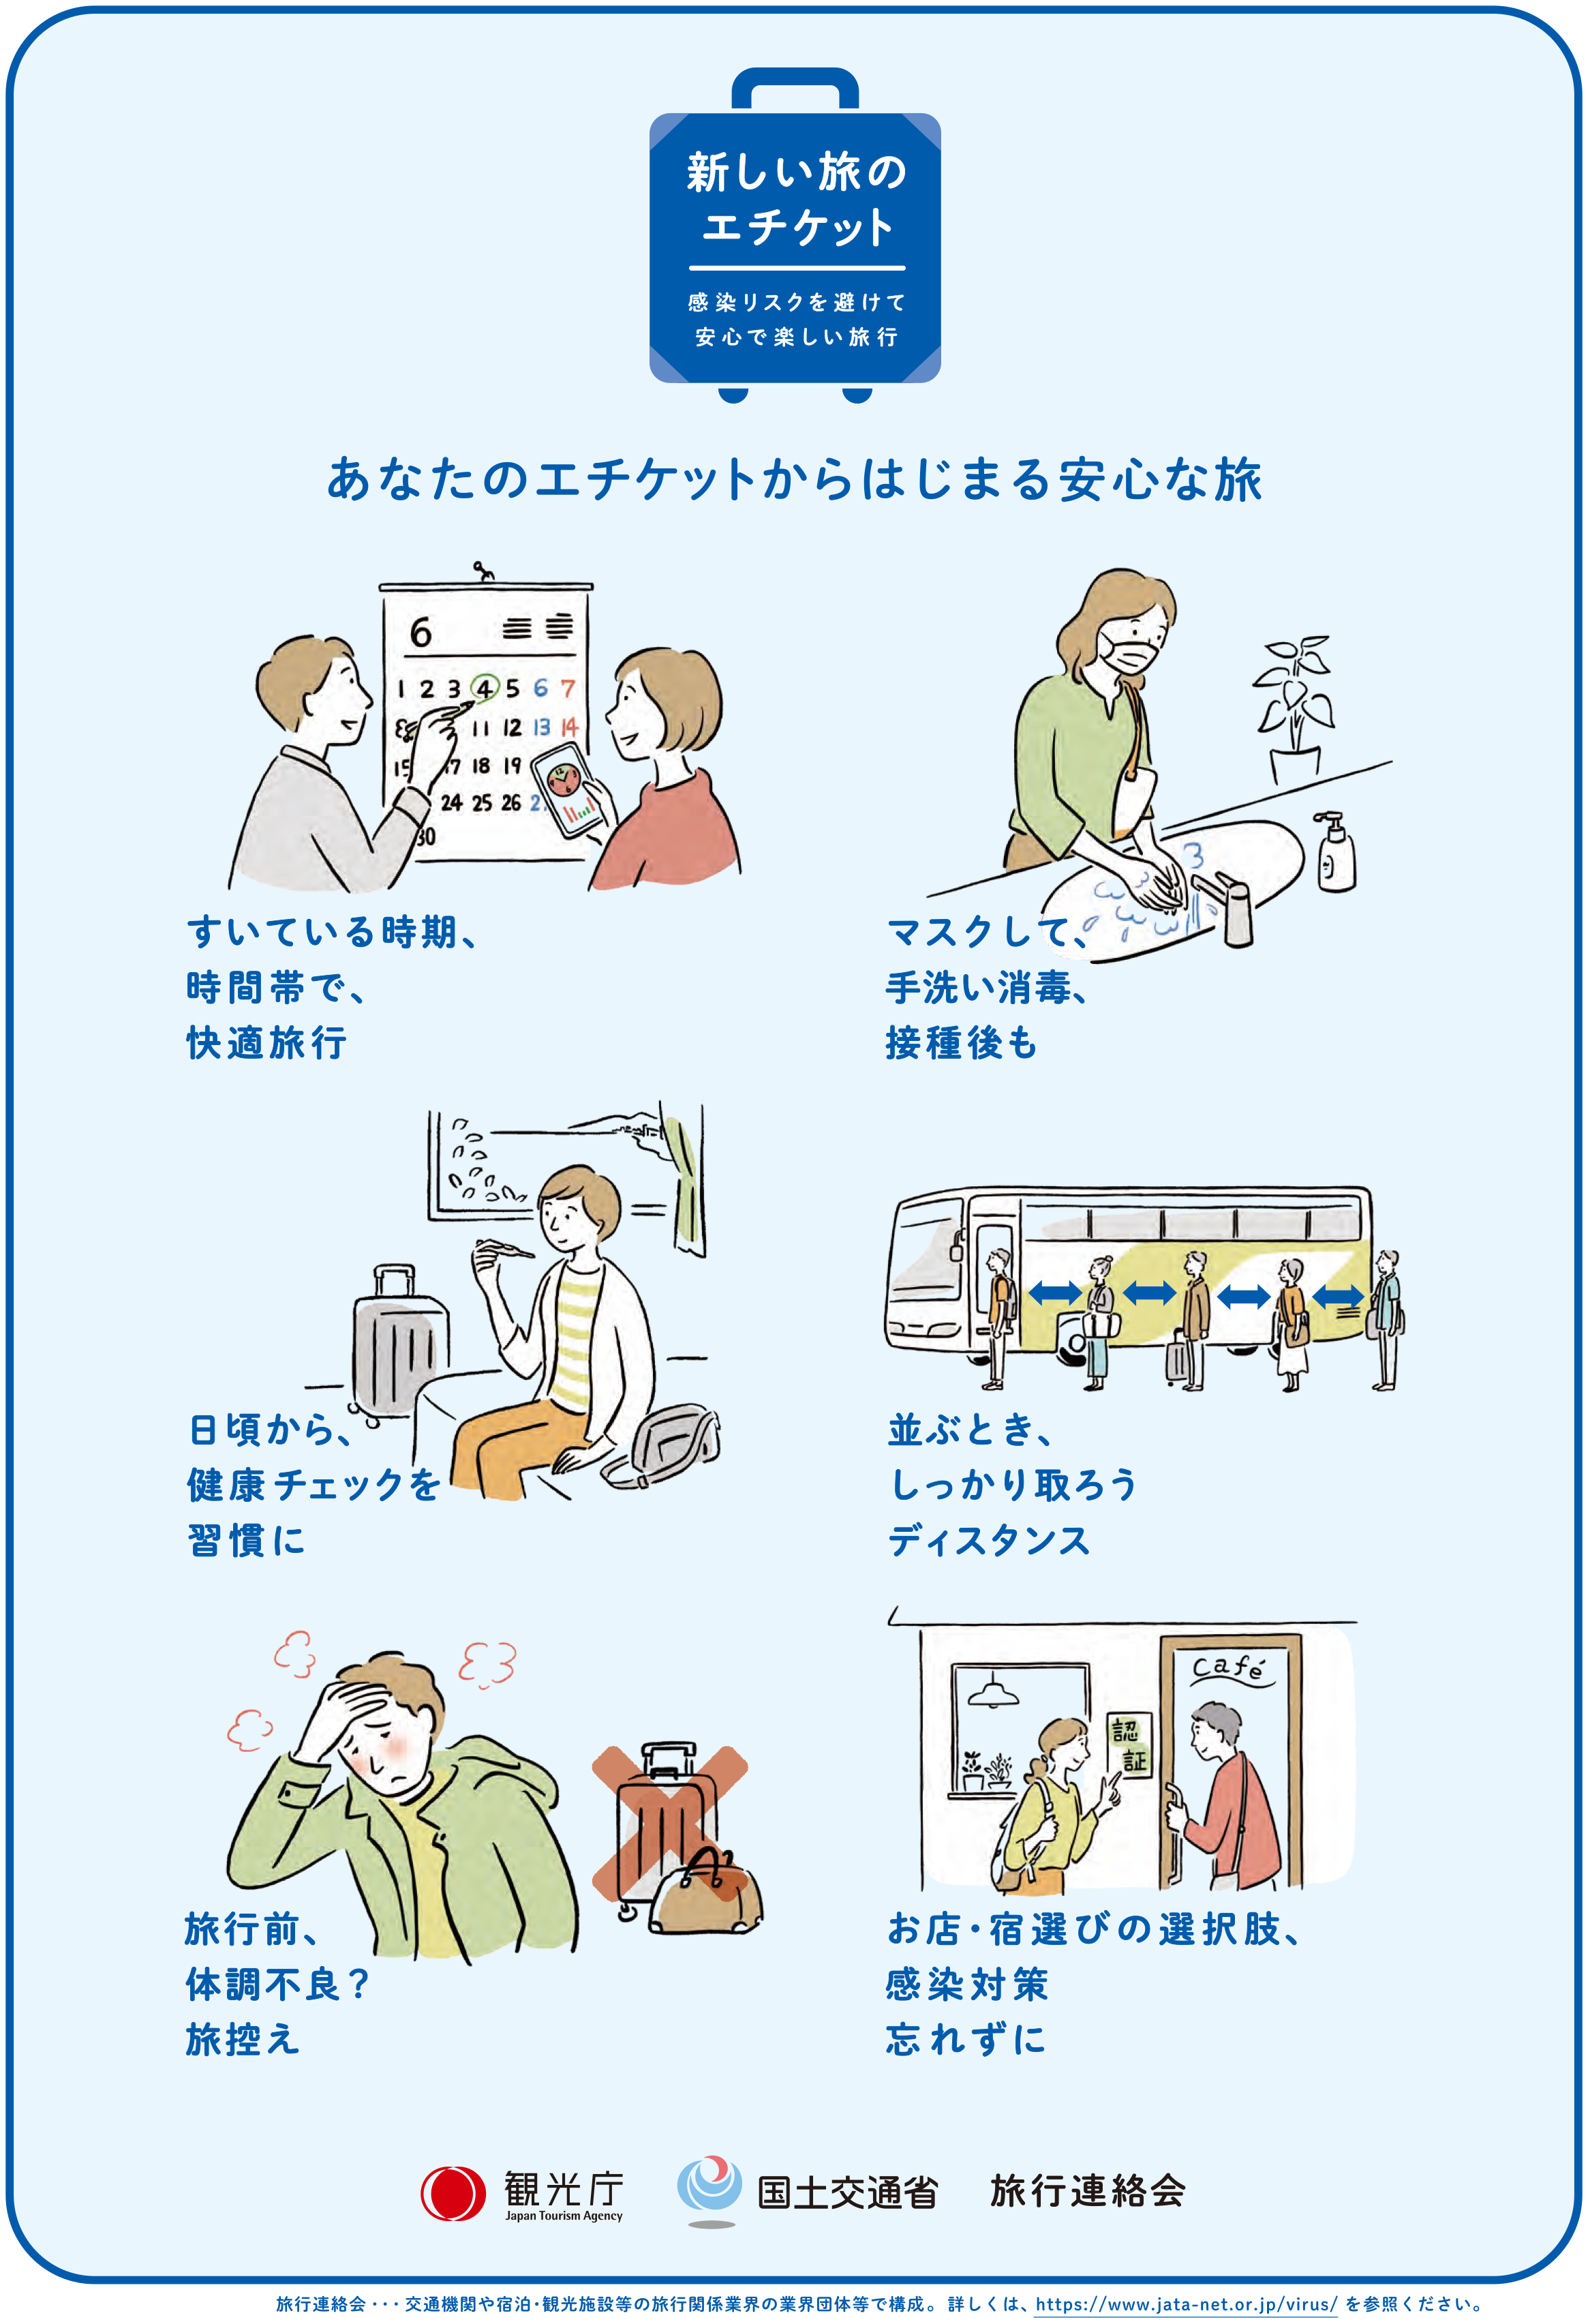 新しい旅の
エチケット
感染リスクを避けて
安心で楽しい旅行
あなたのエチケットからはじまる安心な旅
6
1 2 3 4 5 6 7
8 11 12 13 14
15 17 18 19
24 25 26 2
30
すいている時期、
時間帯で、
快適旅行
マスクして、
手洗い消毒、
接種後も
日頃から、
健康チェックを
習慣に
並ぶとき、
しっかり取ろう
ディスタンス
旅行前、
体調不良?
旅控え
Café
認
証
お店・宿選びの選択肢、
感染対策
忘れずに
観光庁
Japan Tourism Agency
国土交通省
旅行連絡会
旅行連絡会・・・交通機関や宿泊・観光施設等の旅行関係業界の業界団体等で構成。詳しくは、https://www.jata-net.or.jp/virus/ を参照ください。